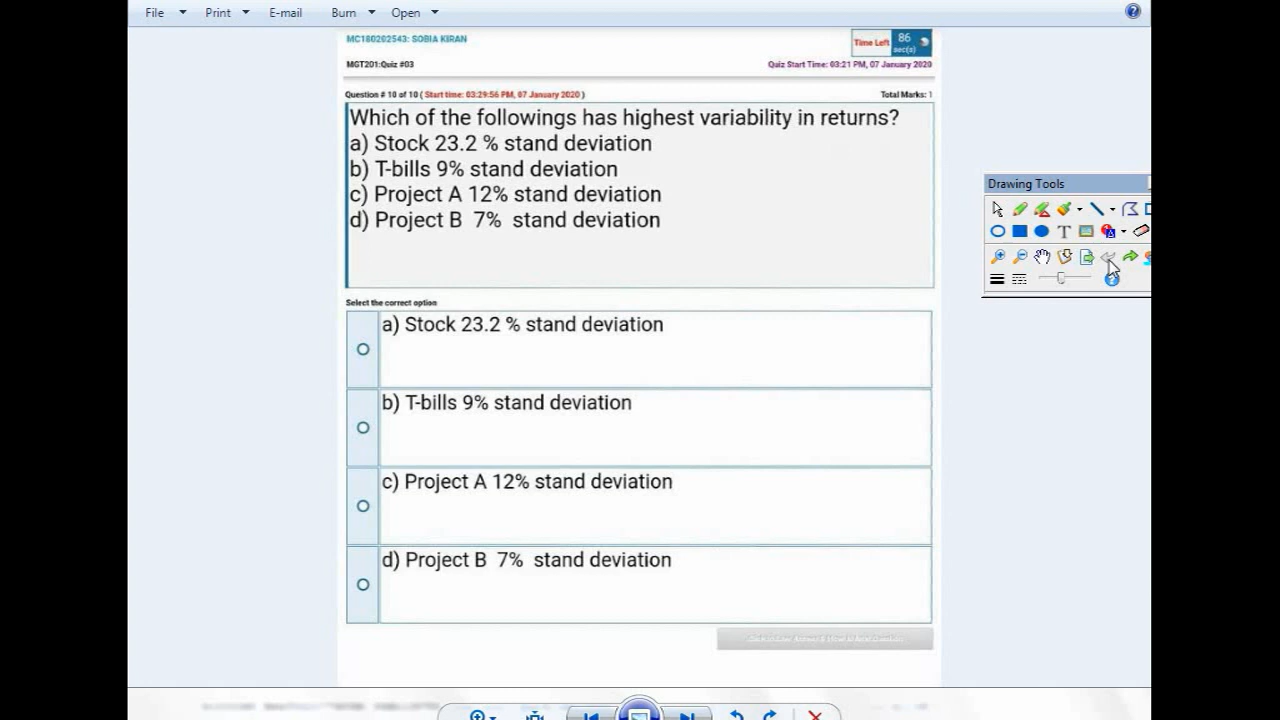 File Print E-mail Burn Open
MC180202543: SOBIA KIRAN
Time Left 86 sec(s)
MGT201:Quiz #03 Quiz Start Time: 03:21 PM, 07 January 2020
Question # 10 of 10 ( Start time: 03:29:56 PM, 07 January 2020 ) Total Marks: 1
Which of the followings has highest variability in returns?
a) Stock 23.2 % stand deviation
b) T-bills 9% stand deviation
c) Project A 12% stand deviation
d) Project B 7% stand deviation
Drawing Tools
Select the correct option
a) Stock 23.2 % stand deviation
b) T-bills 9% stand deviation
c) Project A 12% stand deviation
d) Project B 7% stand deviation